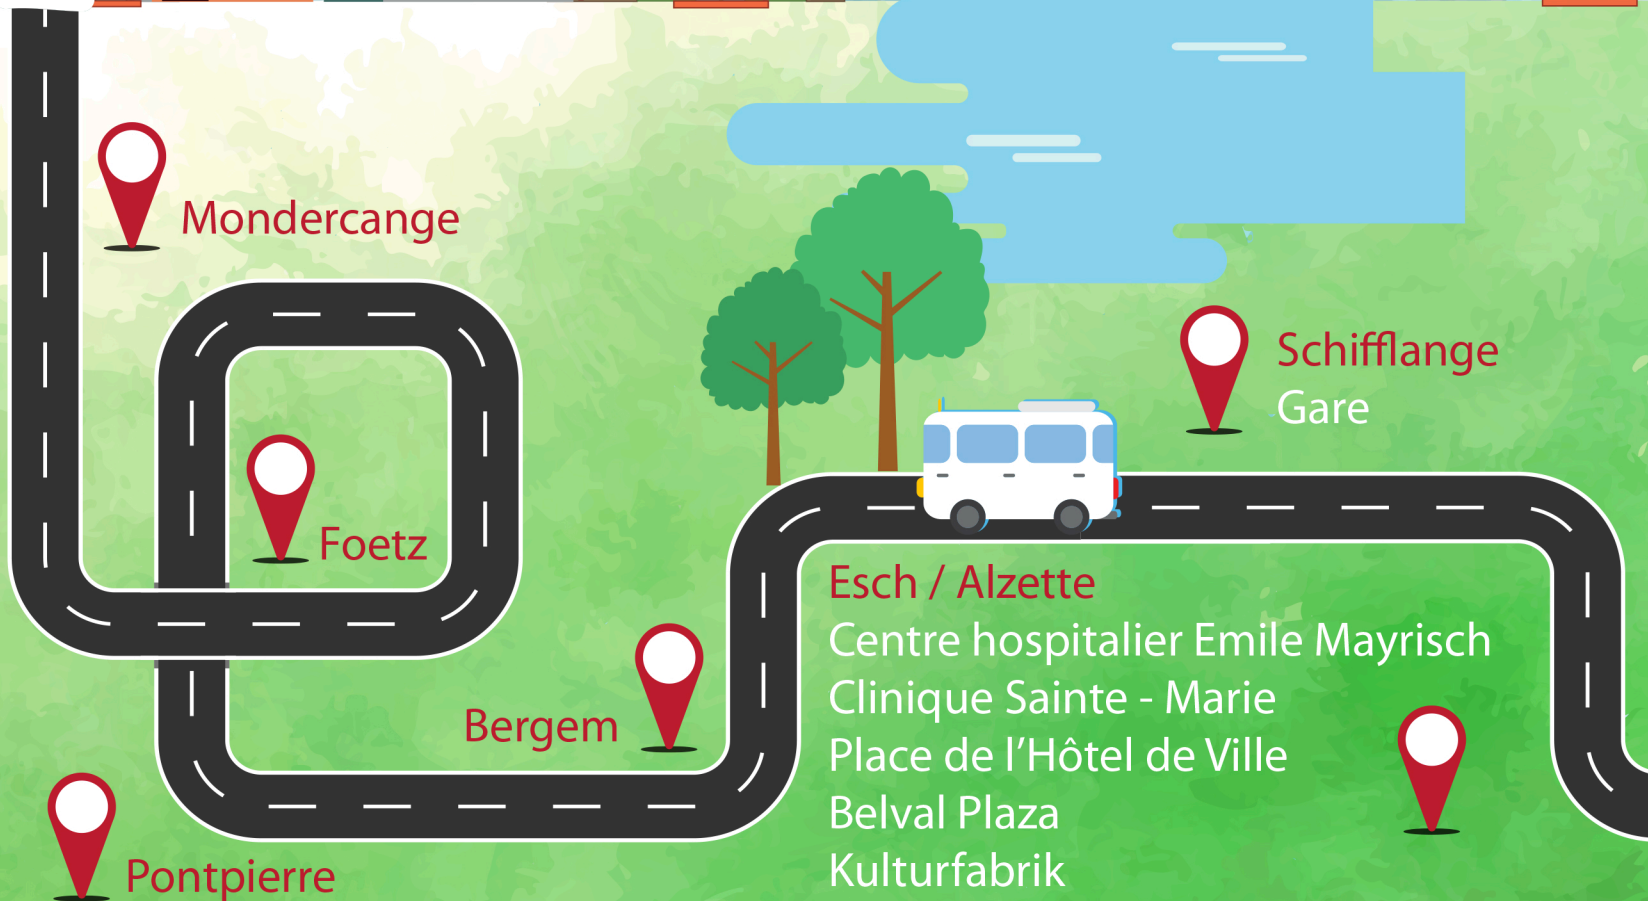 Mondercange
Schifflange
Gare
Foetz
Esch / Alzette
Centre hospitalier Emile Mayrisch
Clinique Sainte - Marie
Place de l'Hôtel de Ville
Belval Plaza
Kulturfabrik
Bergem
Pontpierre